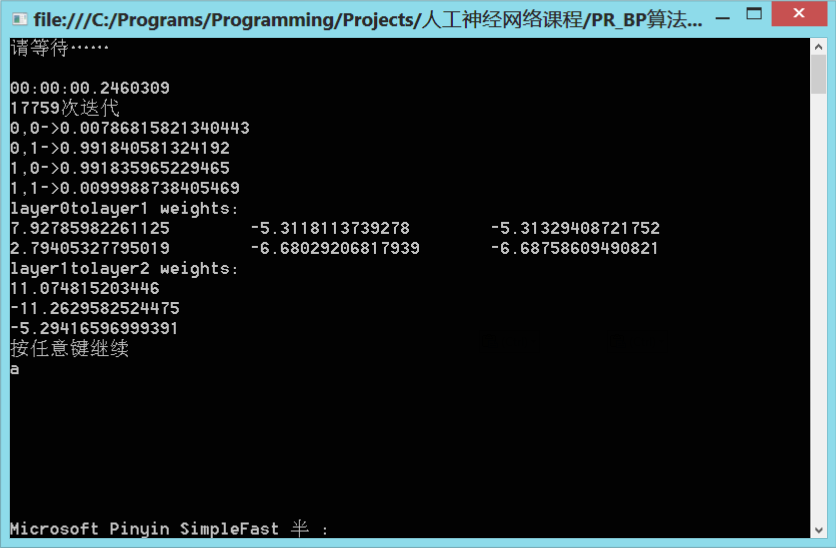 file:///C:/Programs/Programming/Projects/人工神经网络课程/PR_BP算法...
请等待……
00:00:00.2460309
17759次迭代
0,0->0.00786815821340443
0,1->0.991840581324192
1,0->0.991835965229465
1,1->0.0099988738405469
layer0tolayer1 weights:
7.92785982261125 -5.3118113739278 -5.31329408721752
2.79405327795019 -6.68029206817939 -6.68758609490821
layer1tolayer2 weights:
11.074815203446
-11.2629582524475
-5.29416596999391
按任意键继续
a
Microsoft Pinyin SimpleFast 半 :